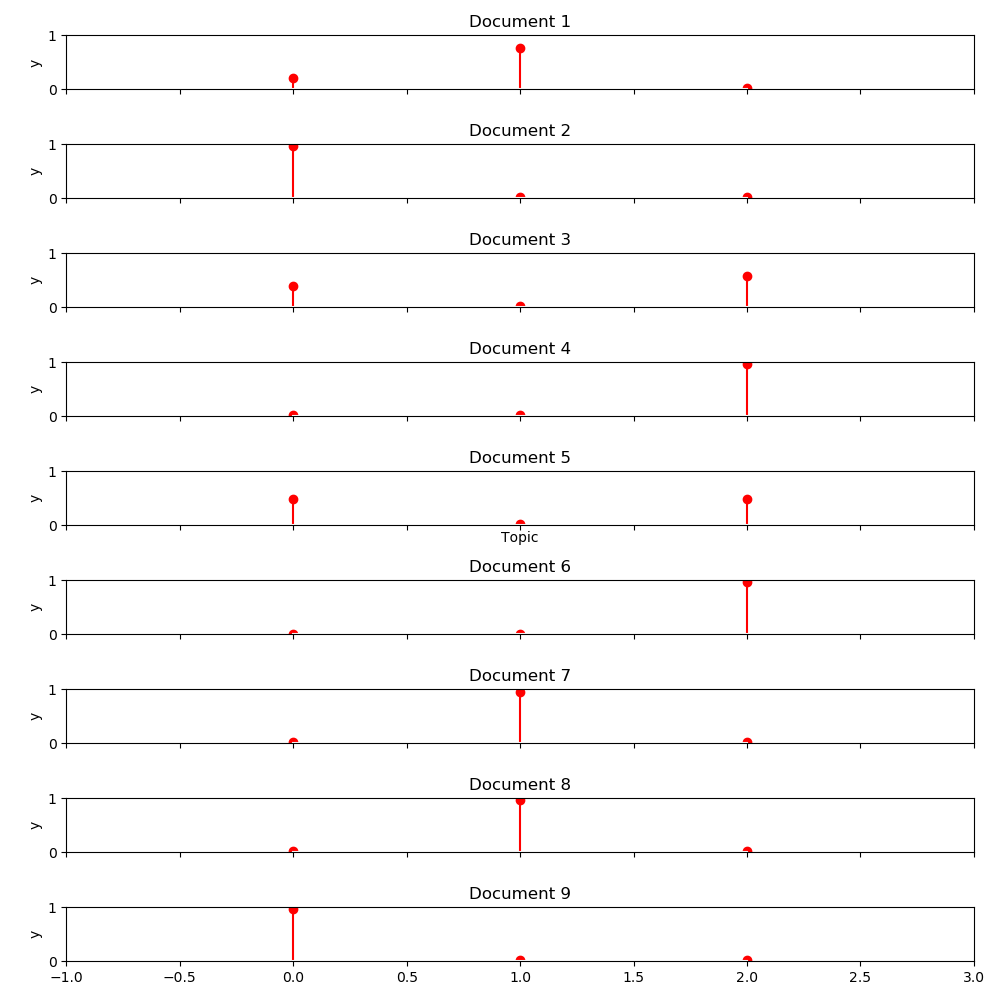 Document 1
1
y
0
Document 2
1
y
0
Document 3
1
y
0
Document 4
1
y
0
Document 5
1
y
0
Topic
Document 6
1
y
0
Document 7
1
y
0
Document 8
1
y
0
Document 9
1
y
0
−1.0 −0.5 0.0 0.5 1.0 1.5 2.0 2.5 3.0